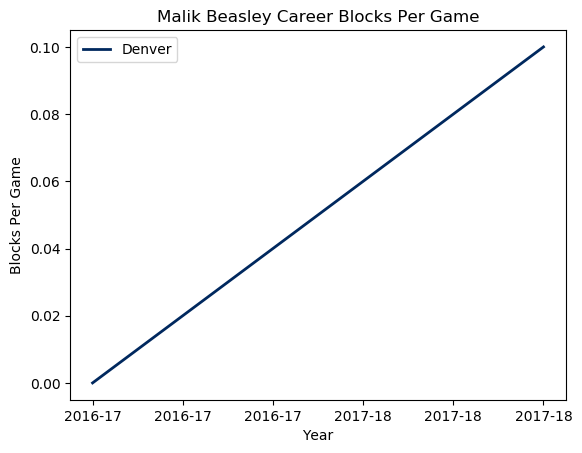 Malik Beasley Career Blocks Per Game
Denver
0.10
0.08
0.06
0.04
0.02
0.00
Blocks Per Game
2016-17 2016-17 2016-17 2017-18 2017-18 2017-18
Year